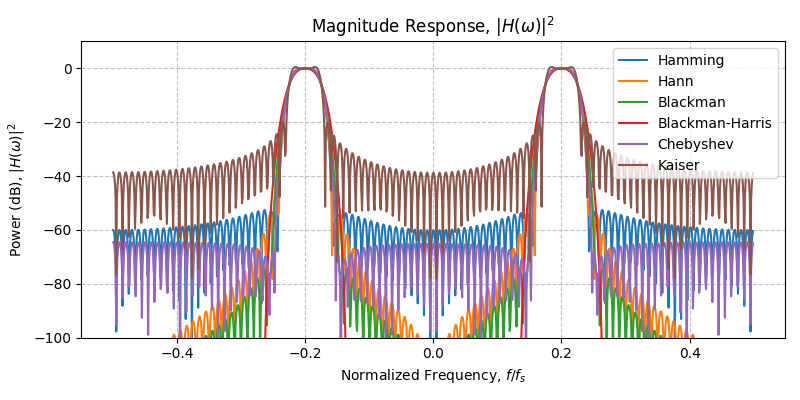 Magnitude Response, |H(ω)|²
Power (dB), |H(ω)|²
0
−20
−40
−60
−80
−100
Hamming
Hann
Blackman
Blackman-Harris
Chebyshev
Kaiser
−0.4
−0.2
0.0
0.2
0.4
Normalized Frequency, f/fₛ